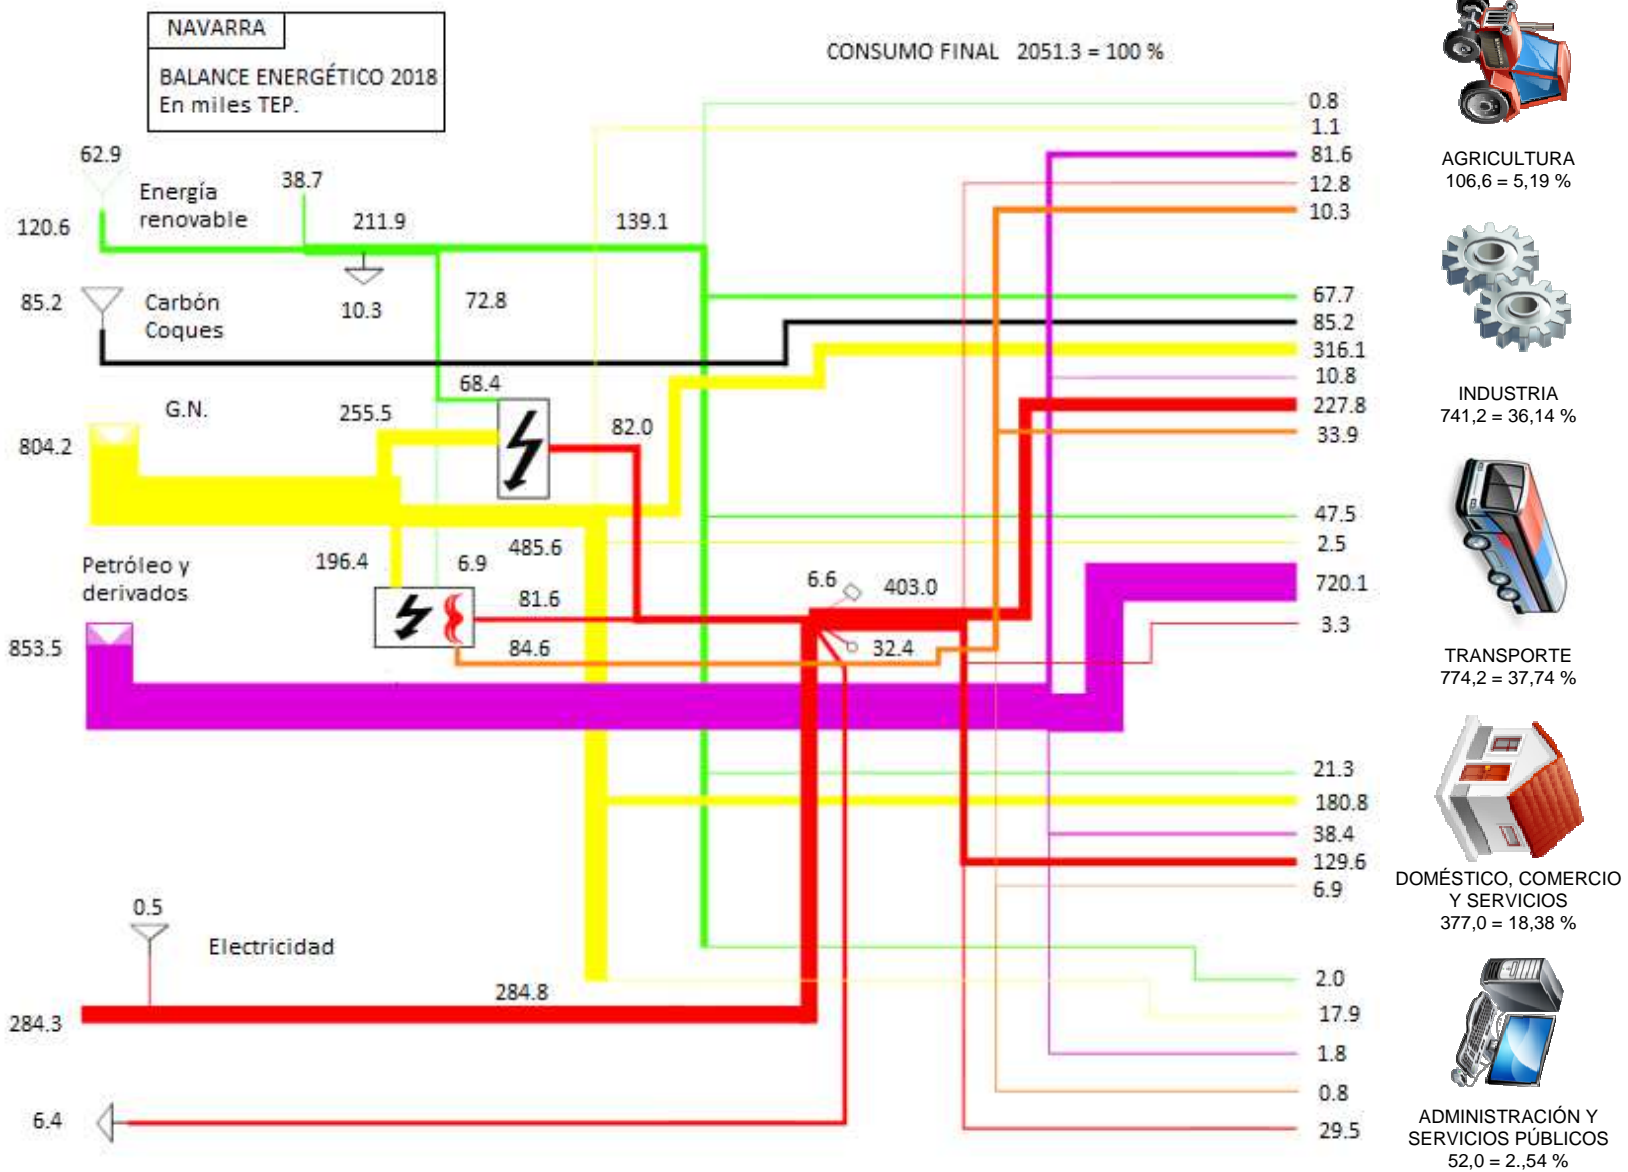 NAVARRA
BALANCE ENERGÉTICO 2018
En miles TEP.
CONSUMO FINAL 2051.3 = 100 %
62.9
Energía
renovable
38.7
120.6
211.9
139.1
10.3
72.8
85.2
Carbón
Coques
68.4
G.N.
255.5
82.0
804.2
196.4
6.9
485.6
Petróleo y
derivados
81.6
84.6
6.6
403.0
32.4
853.5
0.5
Electricidad
284.8
284.3
6.4
0.8
1.1
81.6
12.8
10.3
AGRICULTURA
106,6 = 5,19 %
67.7
85.2
316.1
10.8
227.8
33.9
INDUSTRIA
741,2 = 36,14 %
47.5
2.5
720.1
3.3
TRANSPORTE
774,2 = 37,74 %
21.3
180.8
38.4
129.6
6.9
DOMÉSTICO, COMERCIO
Y SERVICIOS
377,0 = 18,38 %
2.0
17.9
1.8
0.8
29.5
ADMINISTRACIÓN Y
SERVICIOS PÚBLICOS
52,0 = 2.,54 %